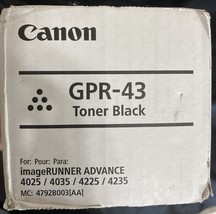 Canon
GPR-43
Toner Black
For: Pour: Para:
imageRUNNER ADVANCE
4025 / 4035 / 4225 / 4235
MC: 4792B003[AA]